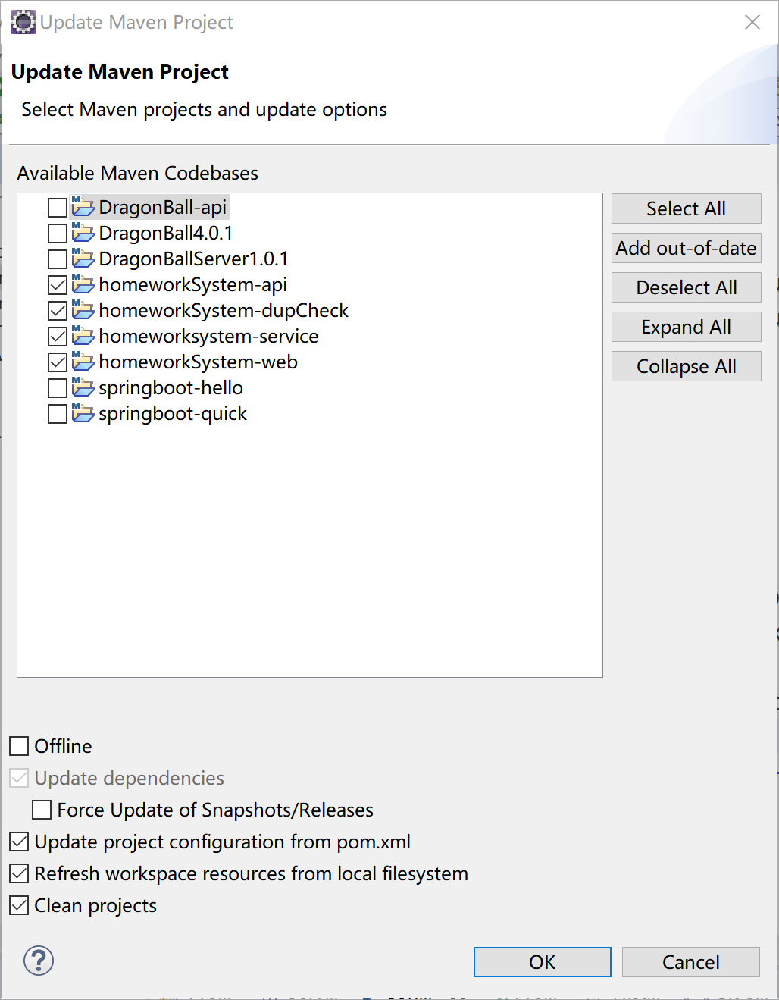 Update Maven Project
Update Maven Project
Select Maven projects and update options
Available Maven Codebases
DragonBall-api
DragonBall4.0.1
DragonBallServer1.0.1
homeworkSystem-api
homeworkSystem-dupCheck
homeworksystem-service
homeworkSystem-web
springboot-hello
springboot-quick
Select All
Add out-of-date
Deselect All
Expand All
Collapse All
Offline
Update dependencies
Force Update of Snapshots/Releases
Update project configuration from pom.xml
Refresh workspace resources from local filesystem
Clean projects
?
OK
Cancel